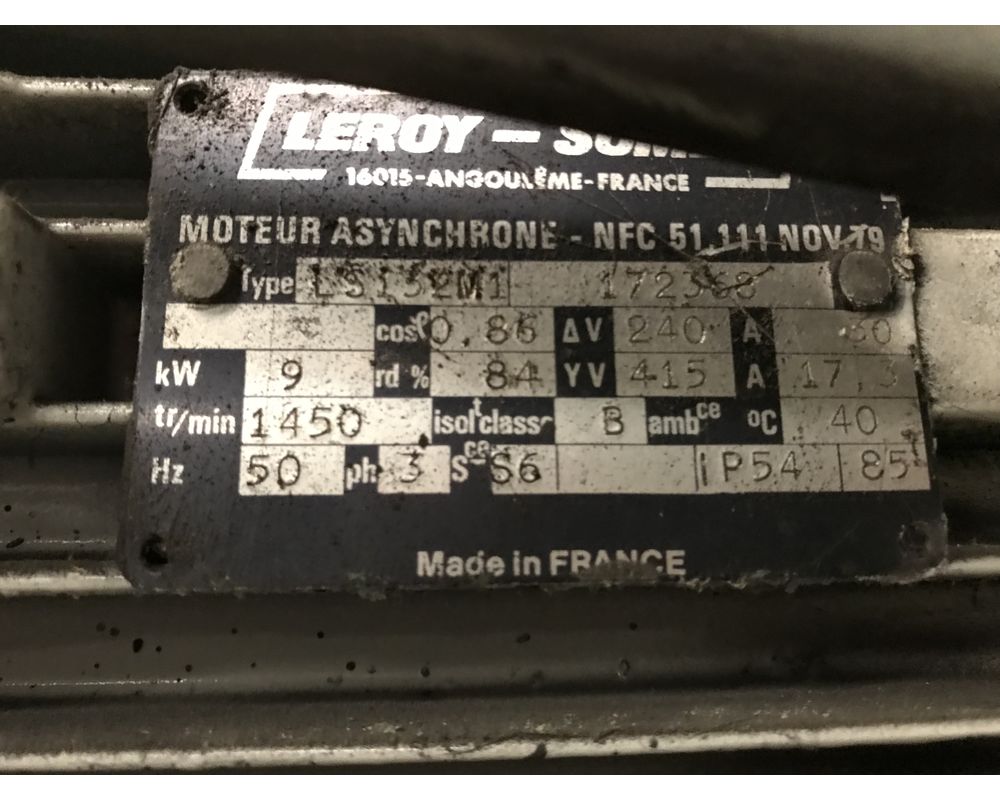 LEROY — SOME
16015-ANGOULÊME-FRANCE
MOTEUR ASYNCHRONE - NFC 51.111 NOV 79
Type LS132M1 172368
cosφ 0,86 ΔV 240 A 30
kW 9 rd % 84 YV 415 A 17,3
tr/min 1450 isolt classe B ambce °C 40
Hz 50 ph 3 Sce S6 iP54 85
Made in FRANCE